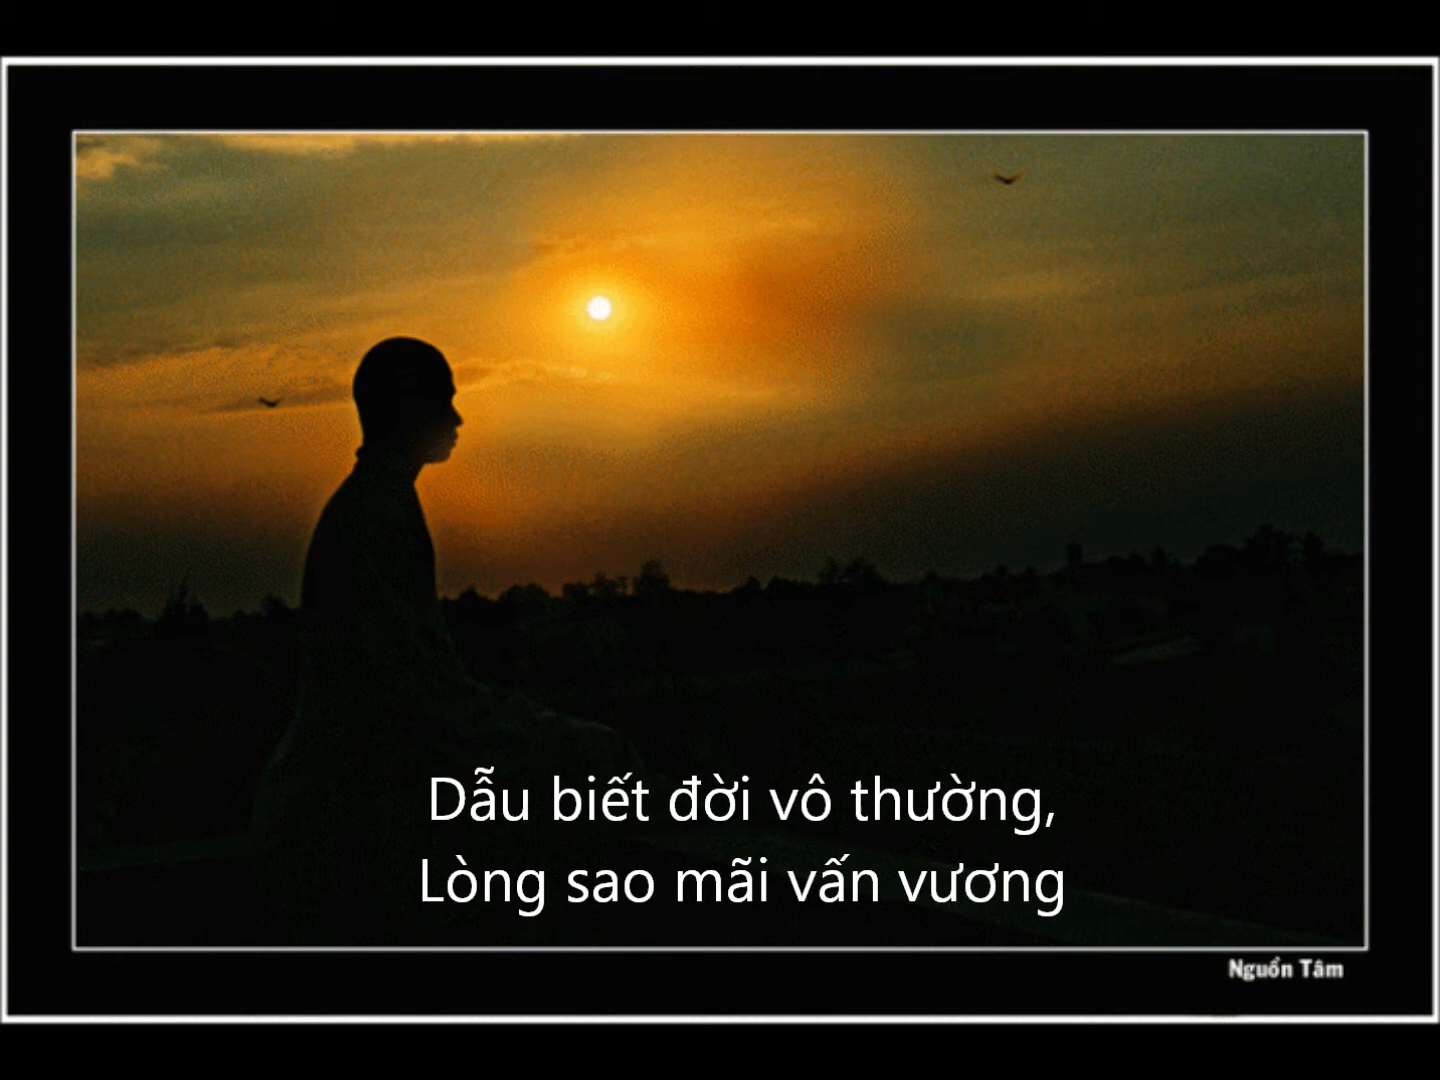 Dẫu biết đời vô thường,
Lòng sao mãi vấn vương
Nguồn Tâm